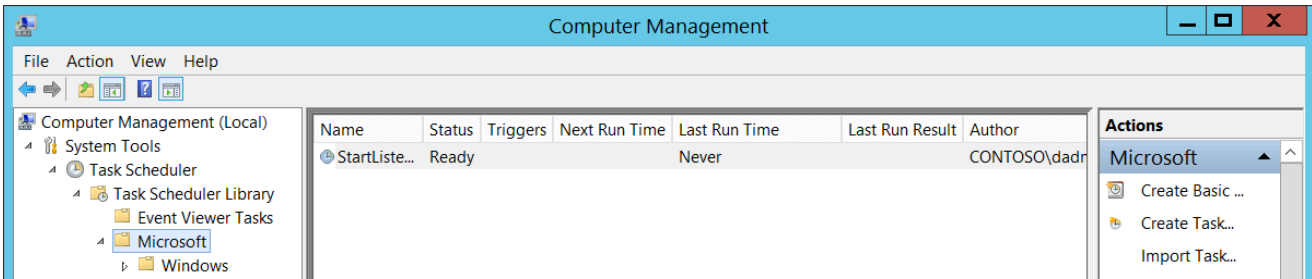 Computer Management
File Action View Help
Computer Management (Local)
System Tools
Task Scheduler
Task Scheduler Library
Event Viewer Tasks
Microsoft
Windows
Name Status Triggers Next Run Time Last Run Time Last Run Result Author
StartListe... Ready Never CONTOSO\dadr
Actions
Microsoft
Create Basic ...
Create Task...
Import Task...